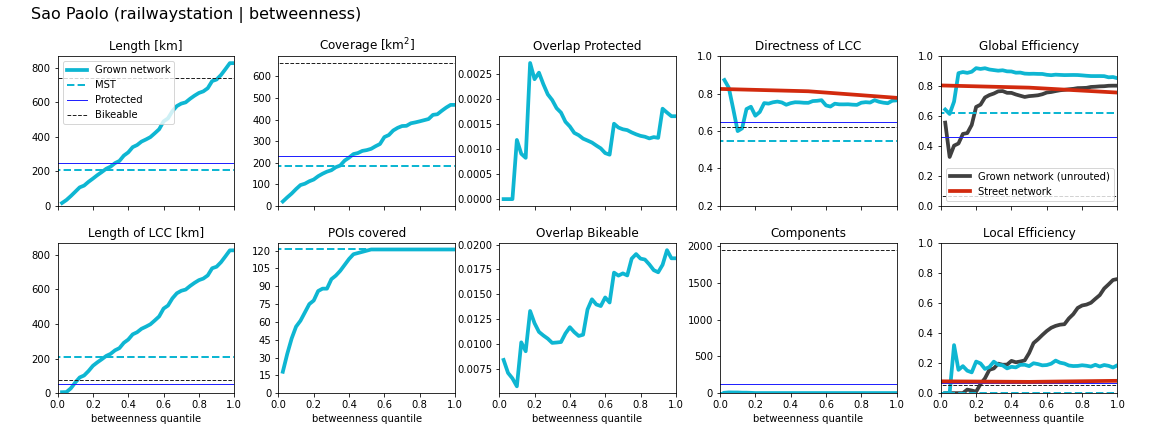 Sao Paolo (railwaystation | betweenness)
Length [km]
Coverage [km²]
Overlap Protected
Directness of LCC
Global Efficiency
800
600
400
200
0
Grown network
MST
Protected
Bikeable
600
500
400
300
200
100
0
0.0025
0.0020
0.0015
0.0010
0.0005
0.0000
1.0
0.8
0.6
0.4
0.2
1.0
0.8
0.6
0.4
0.2
0.0
Grown network (unrouted)
Street network
Length of LCC [km]
POIs covered
Overlap Bikeable
Components
Local Efficiency
800
600
400
200
0
0.0 0.2 0.4 0.6 0.8 1.0
betweenness quantile
120
105
90
75
60
45
30
15
0
0.0 0.2 0.4 0.6 0.8 1.0
betweenness quantile
0.0200
0.0175
0.0150
0.0125
0.0100
0.0075
0.0 0.2 0.4 0.6 0.8 1.0
betweenness quantile
2000
1500
1000
500
0
0.0 0.2 0.4 0.6 0.8 1.0
betweenness quantile
1.0
0.8
0.6
0.4
0.2
0.0
0.0 0.2 0.4 0.6 0.8 1.0
betweenness quantile